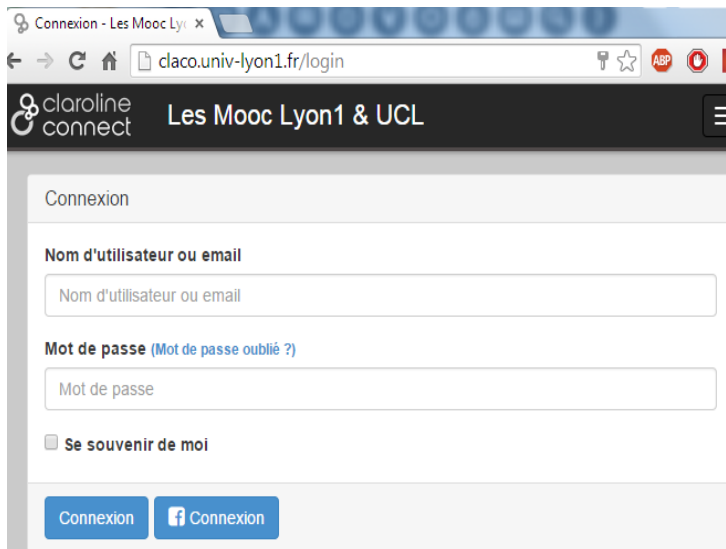 Connexion - Les Mooc Ly
claco.univ-lyon1.fr/login
ABP
claroline
connect
Les Mooc Lyon1 & UCL
Connexion
Nom d'utilisateur ou email
Nom d'utilisateur ou email
Mot de passe (Mot de passe oublié ?)
Mot de passe
Se souvenir de moi
Connexion
Connexion